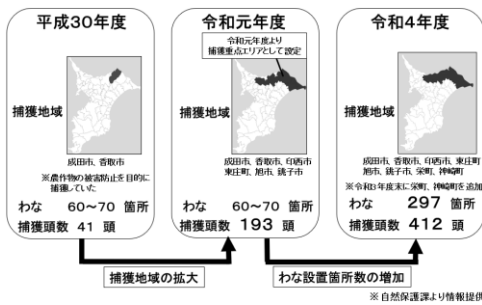 平成30年度
捕獲地域
成田市、香取市
※農作物の被害防止を目的に
捕獲していた
わな 60～70 箇所
捕獲頭数 41 頭
令和元年度
令和元年度より
捕獲重点エリアとして設定
捕獲地域
成田市、香取市、印西市
東庄町、旭市、銚子市
わな 60～70 箇所
捕獲頭数 193 頭
令和4年度
捕獲地域
成田市、香取市、印西市、東庄町
旭市、銚子市、栄町、神崎町
※令和3年度末に栄町、神崎町を追加
わな 297 箇所
捕獲頭数 412 頭
捕獲地域の拡大
わな設置箇所数の増加
※自然保護課より情報提供